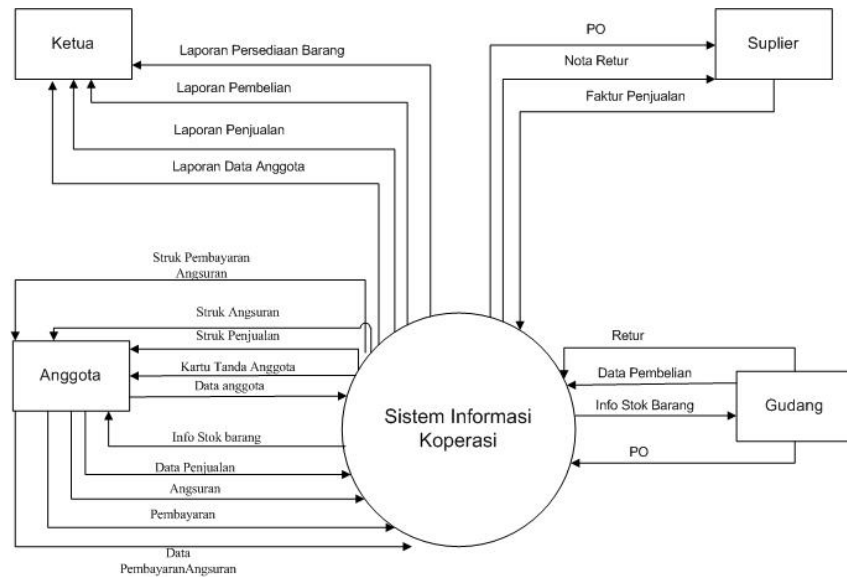 Ketua
Laporan Persediaan Barang
Laporan Pembelian
Laporan Penjualan
Laporan Data Anggota
PO
Nota Retur
Faktur Penjualan
Suplier
Struk Pembayaran
Angsuran
Struk Angsuran
Struk Penjualan
Kartu Tanda Anggota
Data anggota
Anggota
Info Stok barang
Data Penjualan
Angsuran
Pembayaran
Data
PembayaranAngsuran
Sistem Informasi
Koperasi
Retur
Data Pembelian
Info Stok Barang
PO
Gudang